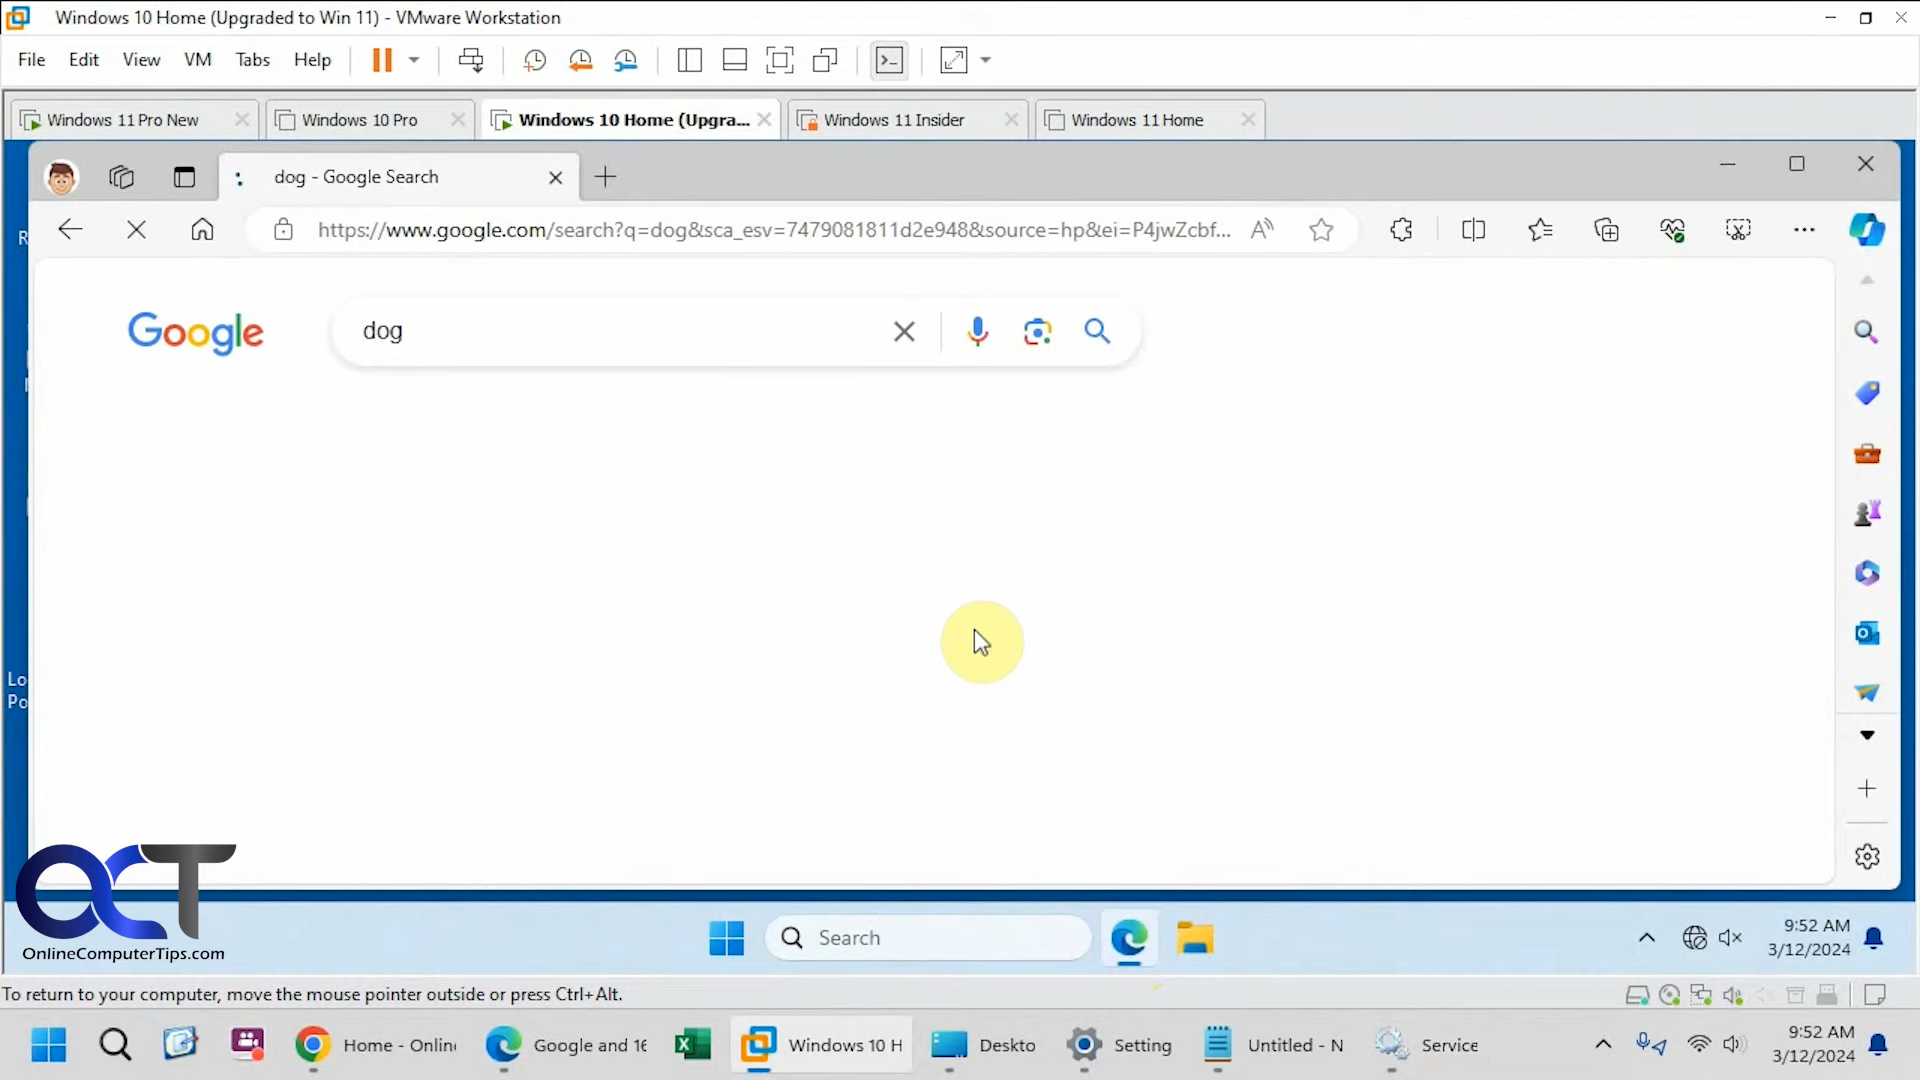 Windows 10 Home (Upgraded to Win 11) - VMware Workstation
File Edit View VM Tabs Help
Windows 11 Pro New
Windows 10 Pro
Windows 10 Home (Upgra...
Windows 11 Insider
Windows 11 Home
dog - Google Search
https://www.google.com/search?q=dog&sca_esv=7479081811d2e948&source=hp&ei=P4jwZcbf...
Google
dog
R
Lo
Po
OCT
OnlineComputerTips.com
Search
9:52 AM
3/12/2024
To return to your computer, move the mouse pointer outside or press Ctrl+Alt.
Home - Onlin
Google and 16
Windows 10 H
Deskto
Setting
Untitled - N
Service
9:52 AM
3/12/2024